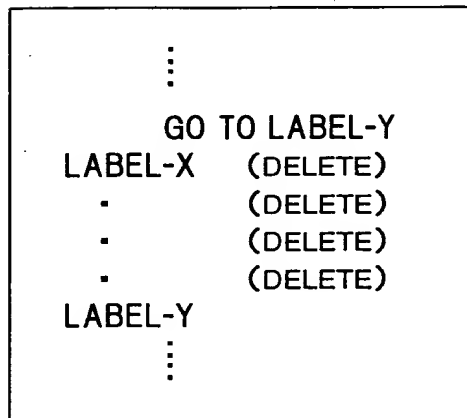 ⋮
GO TO LABEL-Y
LABEL-X (DELETE)
. (DELETE)
. (DELETE)
. (DELETE)
LABEL-Y
⋮